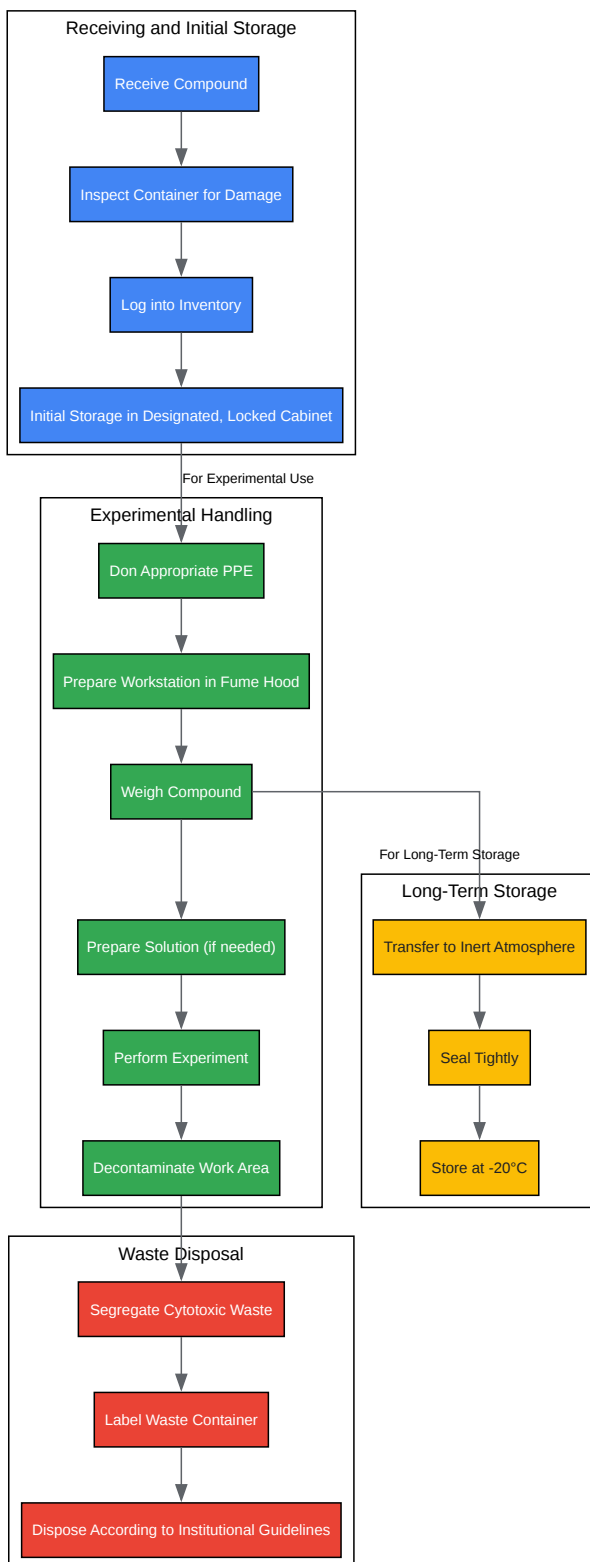 Receiving and Initial Storage
Receive Compound
Inspect Container for Damage
Log into Inventory
Initial Storage in Designated, Locked Cabinet
For Experimental Use
Experimental Handling
Don Appropriate PPE
Prepare Workstation in Fume Hood
Weigh Compound
For Long-Term Storage
Long-Term Storage
Prepare Solution (if needed)
Transfer to Inert Atmosphere
Perform Experiment
Seal Tightly
Decontaminate Work Area
Store at -20°C
Waste Disposal
Segregate Cytotoxic Waste
Label Waste Container
Dispose According to Institutional Guidelines